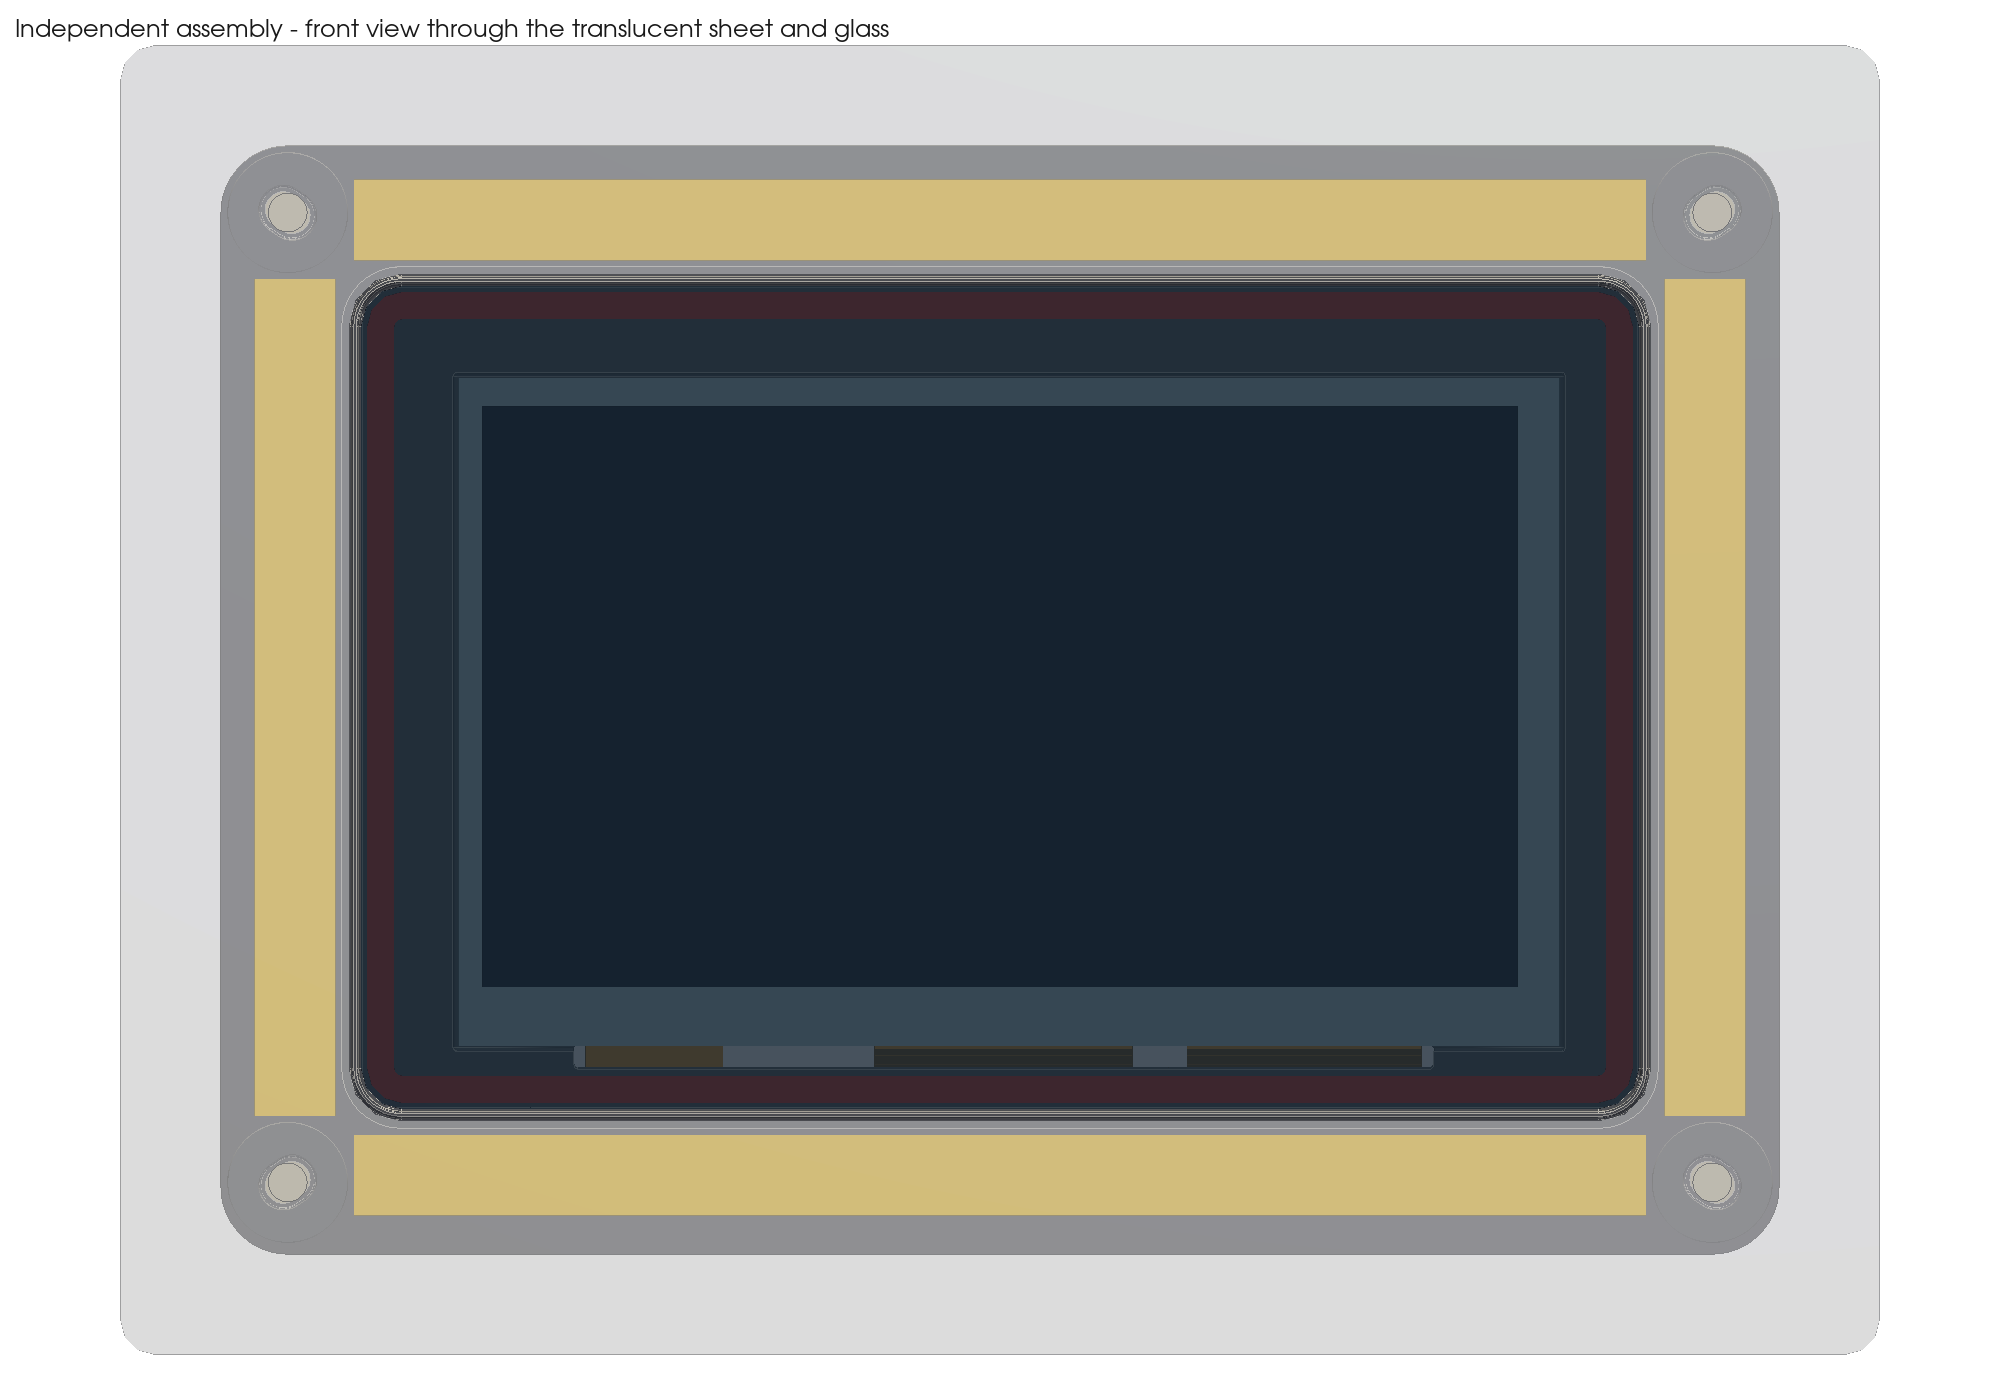 Independent assembly - front view through the translucent sheet and glass